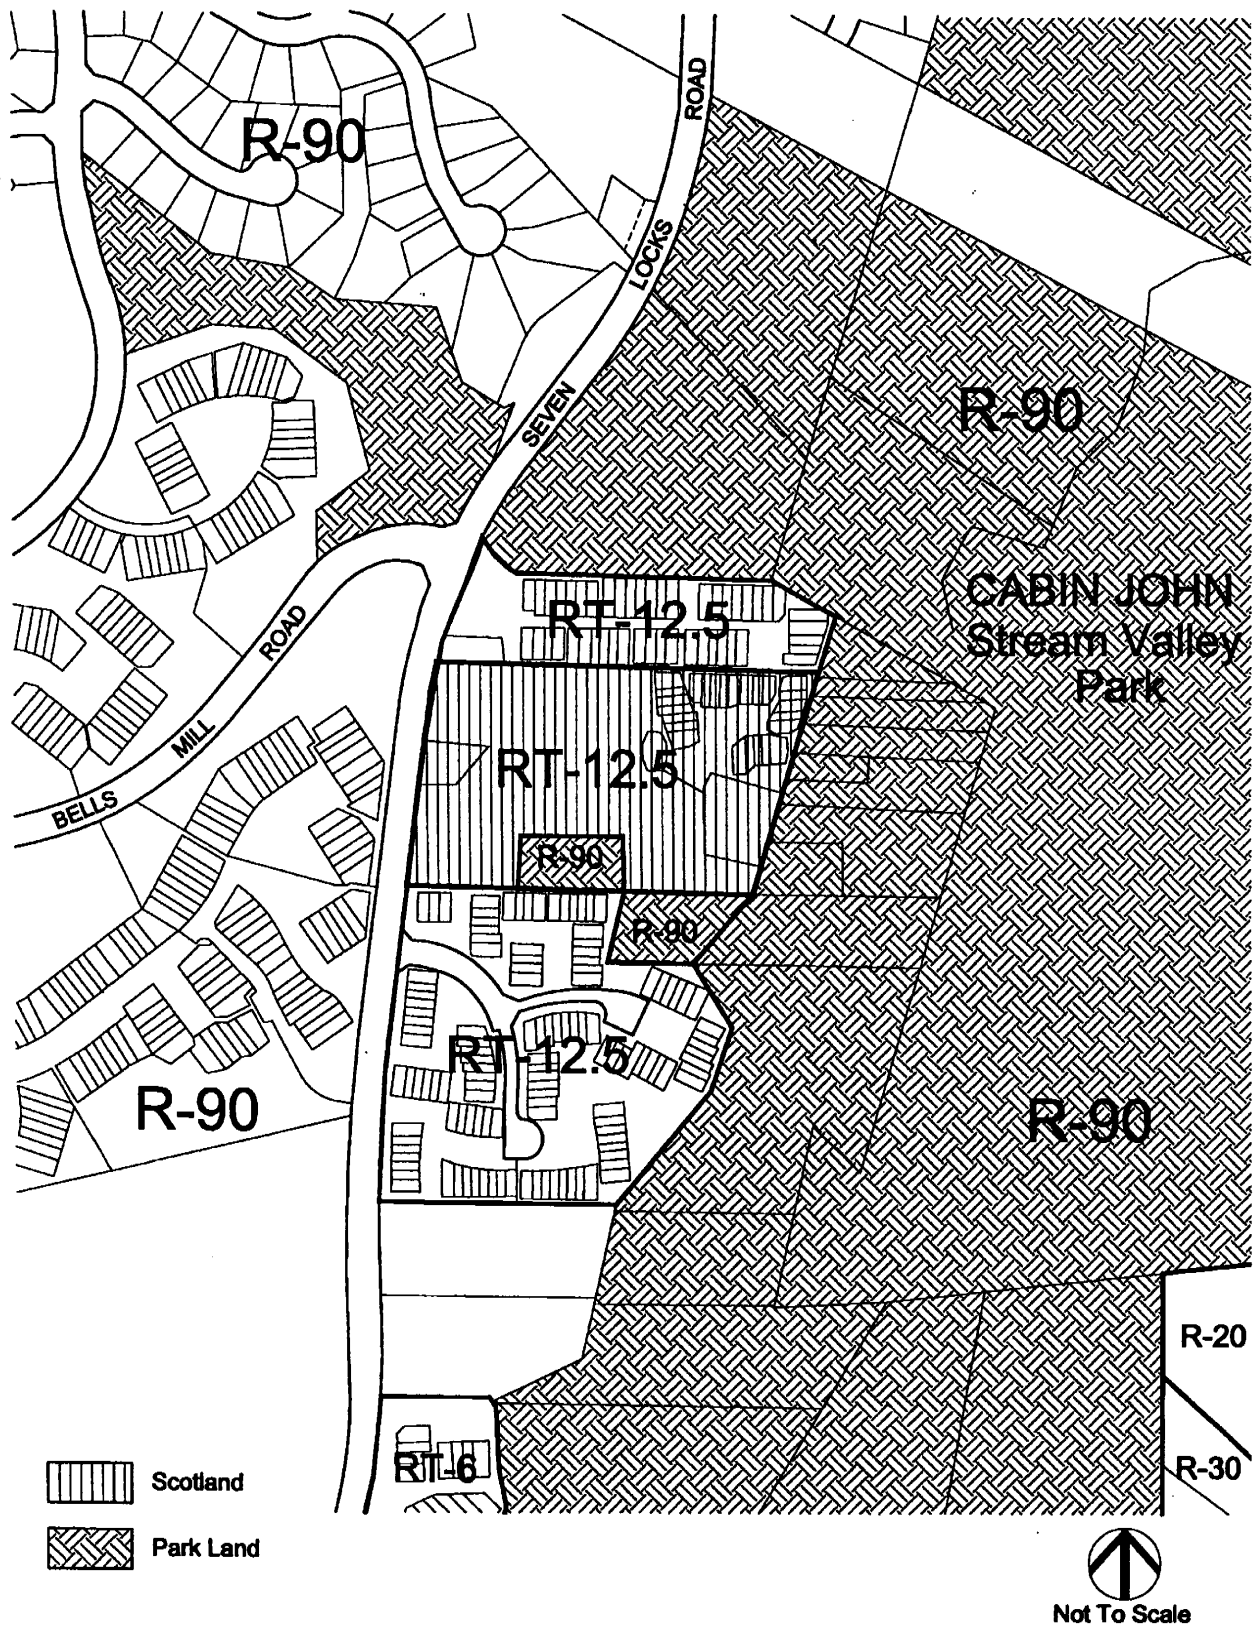 ROAD
R-90
LOCKS
SEVEN
R-90
CABIN JOHN
Stream Valley
Park
RT-12.5
ROAD
MILL
BELLS
RT-12.5
R-90
R-90
RT-12.5
R-90
R-90
R-20
RT-6
R-30
Scotland
Park Land
Not To Scale